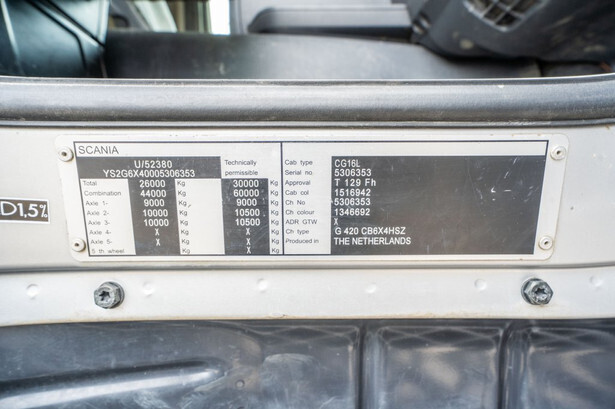 SCANIA
U/52380
YS2G6X40005306353
Technically permissible
Total 26000 Kg 30000 Kg
Combination 44000 Kg 60000 Kg
Axle 1- 9000 Kg 9000 Kg
Axle 2- 10000 Kg 10500 Kg
Axle 3- 10000 Kg 10500 Kg
Axle 4- X Kg X Kg
Axle 5- X Kg X Kg
5 th wheel X Kg X Kg
Cab type CG16L
Serial no. 5306353
Approval T 129 Fh
Cab col 1516942
Ch. No 5306353
Ch colour 1346692
ADR GTW X
Ch type G 420 CB6X4HSZ
Produced in THE NETHERLANDS
D1,5%